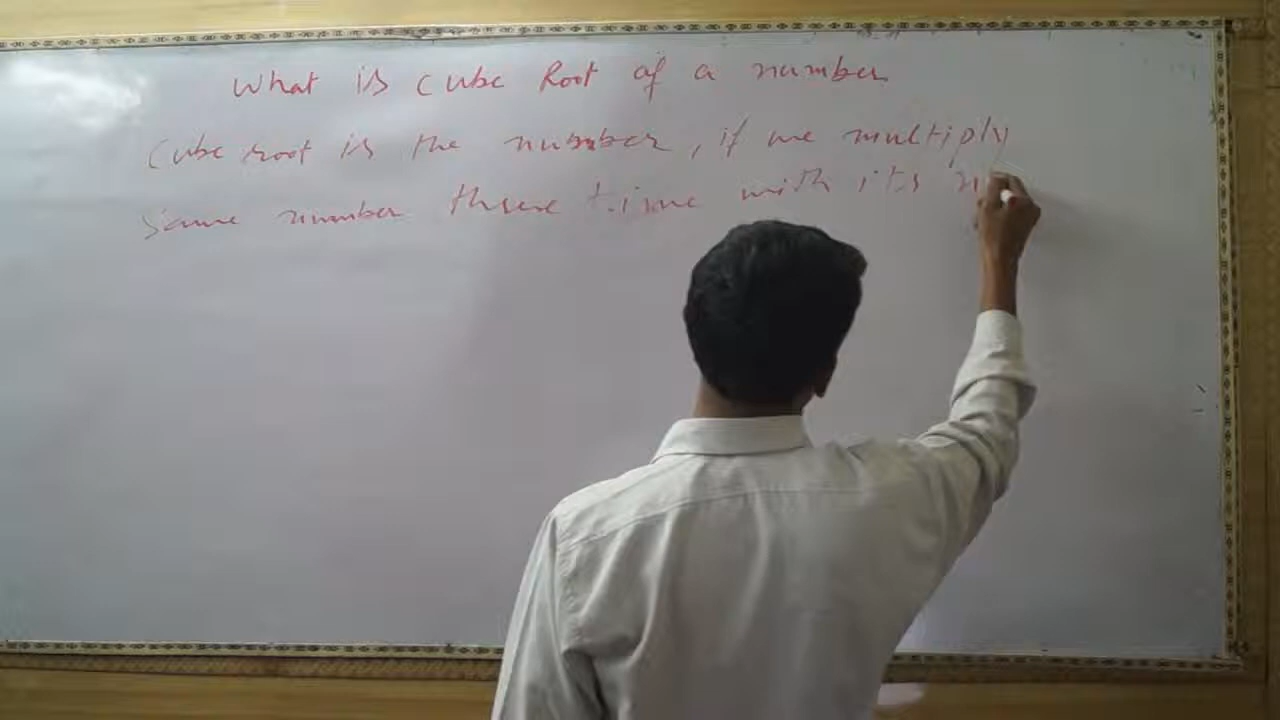 What is cube Root of a number
Cube root is the number, if we multiply
same number three time with its